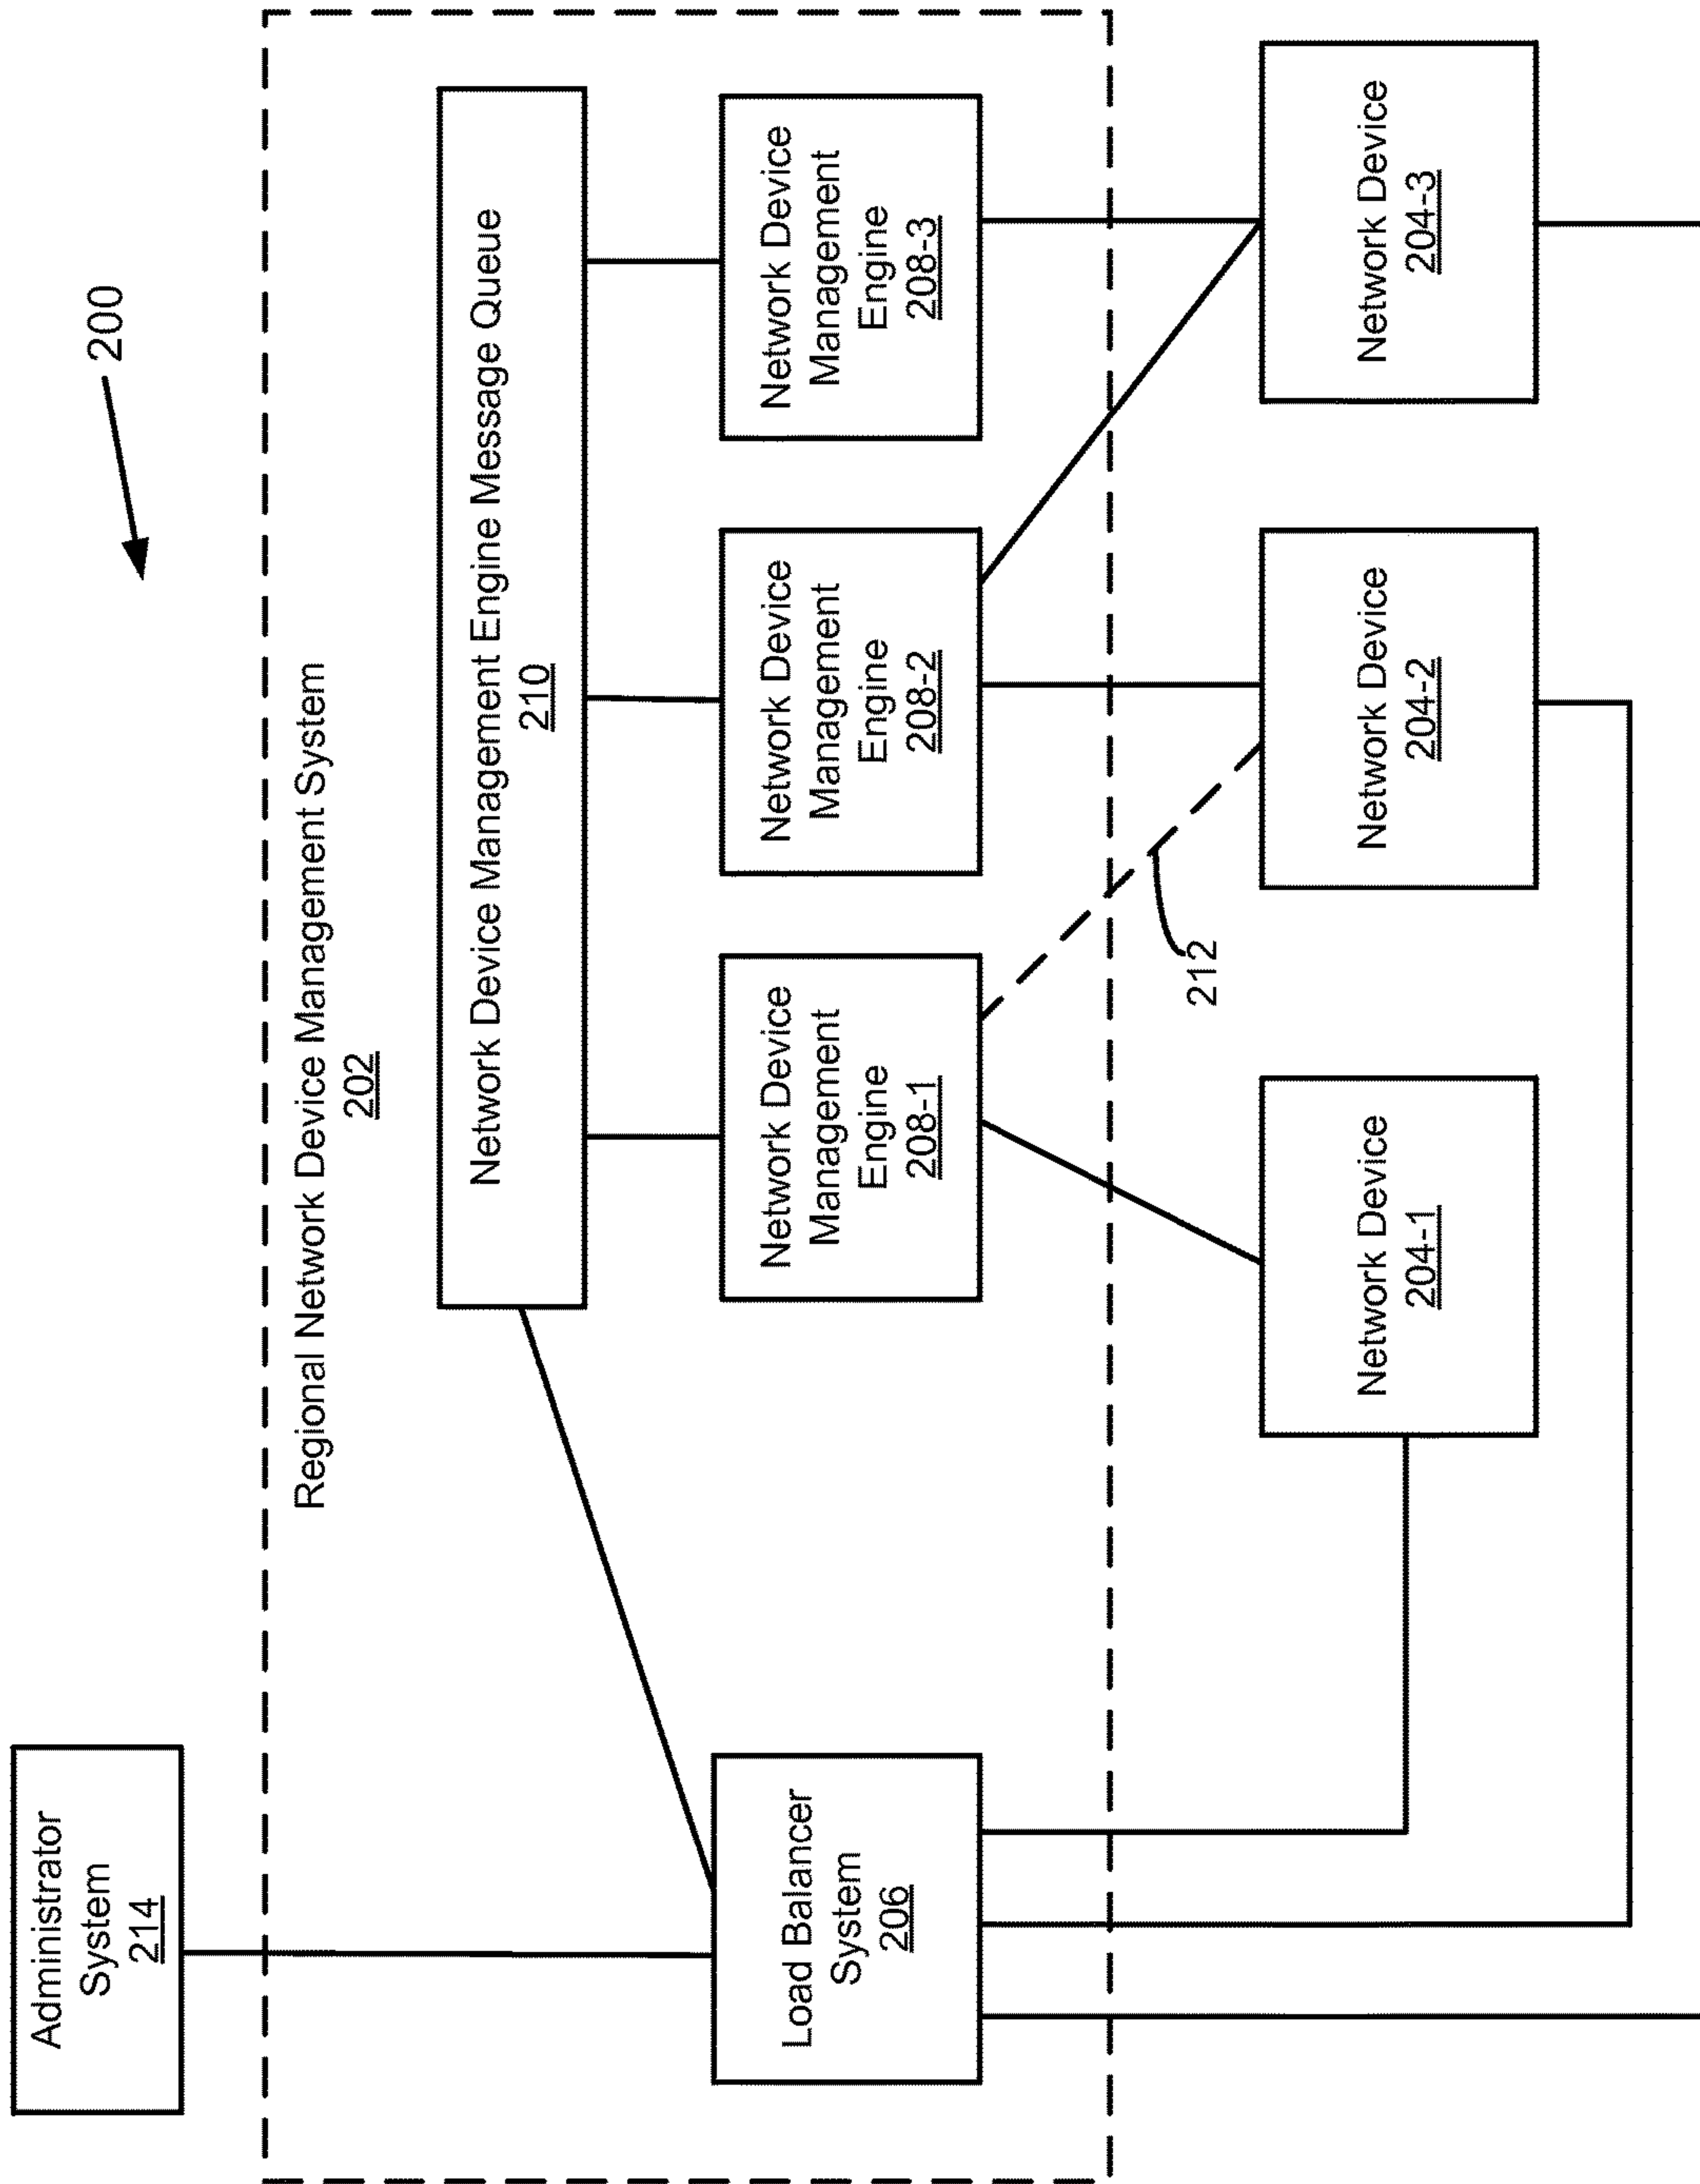 200
Administrator
System
214
Regional Network Device Management System
202
Network Device Management Engine Message Queue
210
Load Balancer
System
206
Network Device
Management
Engine
208-1
Network Device
Management
Engine
208-2
Network Device
Management
Engine
208-3
212
Network Device
204-1
Network Device
204-2
Network Device
204-3